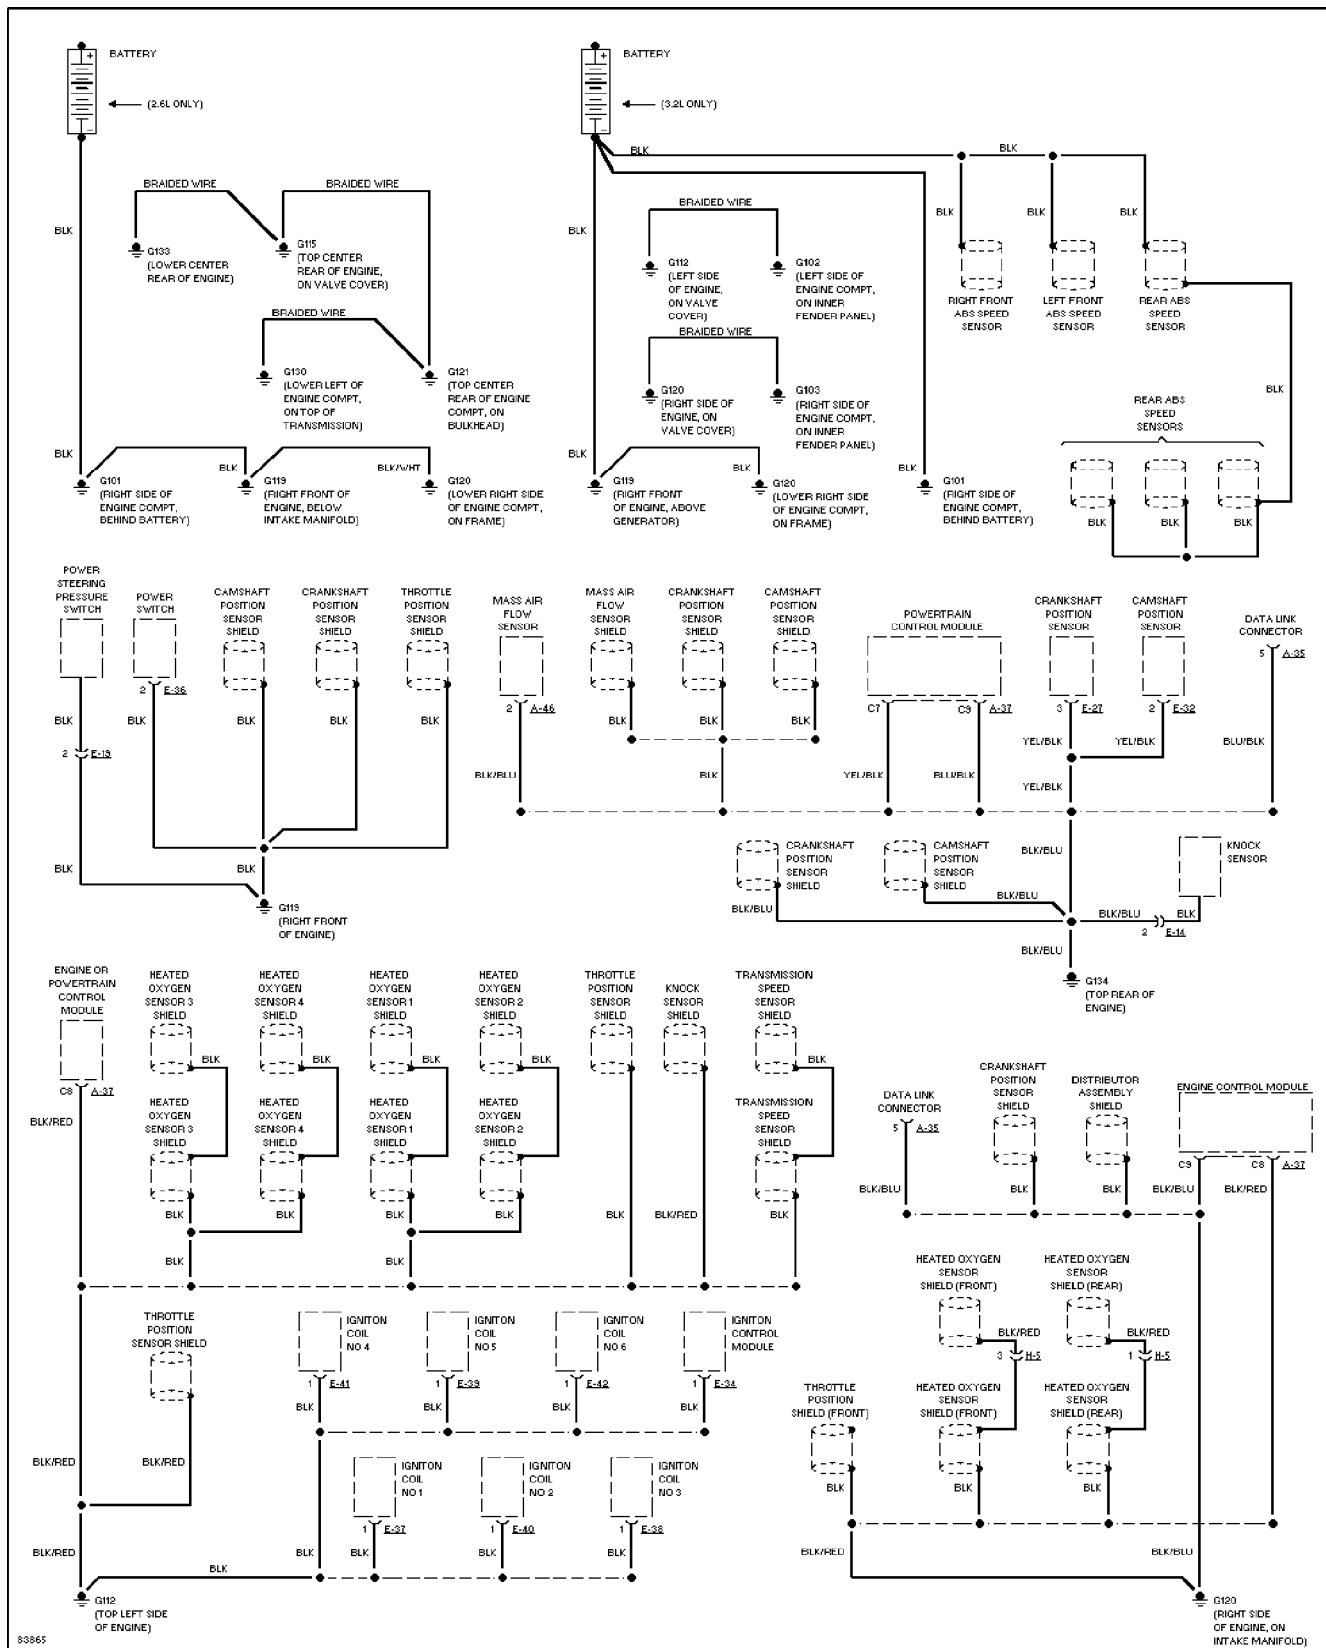 BATTERY
(2.6L ONLY)
BATTERY
(3.2L ONLY)
BLK
BLK
BRAIDED WIRE
BRAIDED WIRE
BRAIDED WIRE
BLK
BLK
BLK
BLK
BLK
G133
(LOWER CENTER
REAR OF ENGINE)
G115
(TOP CENTER
REAR OF ENGINE,
ON VALVE COVER)
G112
(LEFT SIDE
OF ENGINE,
ON VALVE
COVER)
G102
(LEFT SIDE OF
ENGINE COMPT,
ON INNER
FENDER PANEL)
RIGHT FRONT
ABS SPEED
SENSOR
LEFT FRONT
ABS SPEED
SENSOR
REAR ABS
SPEED
SENSOR
BRAIDED WIRE
BRAIDED WIRE
G130
(LOWER LEFT OF
ENGINE COMPT,
ON TOP OF
TRANSMISSION)
G121
(TOP CENTER
REAR OF ENGINE
COMPT, ON
BULKHEAD)
G120
(RIGHT SIDE OF
ENGINE, ON
VALVE COVER)
G103
(RIGHT SIDE OF
ENGINE COMPT,
ON INNER
FENDER PANEL)
BLK
REAR ABS
SPEED
SENSORS
BLK
BLK
BLK/WHT
BLK
BLK
BLK
G101
(RIGHT SIDE OF
ENGINE COMPT,
BEHIND BATTERY)
G119
(RIGHT FRONT OF
ENGINE, BELOW
INTAKE MANIFOLD)
G120
(LOWER RIGHT SIDE
OF ENGINE COMPT,
ON FRAME)
G119
(RIGHT FRONT
OF ENGINE, ABOVE
GENERATOR)
G120
(LOWER RIGHT SIDE
OF ENGINE COMPT,
ON FRAME)
G101
(RIGHT SIDE OF
ENGINE COMPT,
BEHIND BATTERY)
BLK
BLK
BLK
POWER
STEERING
PRESSURE
SWITCH
POWER
SWITCH
CAMSHAFT
POSITION
SENSOR
SHIELD
CRANKSHAFT
POSITION
SENSOR
SHIELD
THROTTLE
POSITION
SENSOR
SHIELD
MASS AIR
FLOW
SENSOR
MASS AIR
FLOW
SENSOR
SHIELD
CRANKSHAFT
POSITION
SENSOR
SHIELD
CAMSHAFT
POSITION
SENSOR
SHIELD
POWERTRAIN
CONTROL MODULE
CRANKSHAFT
POSITION
SENSOR
CAMSHAFT
POSITION
SENSOR
DATA LINK
CONNECTOR
5 A-35
2 E-36
2 A-46
C7
C9 A-37
3 E-27
2 E-32
BLK
BLK
BLK
BLK
BLK
BLK
BLK
BLK
YEL/BLK
YEL/BLK
BLU/BLK
2 E-19
BLK/BLU
BLK
YEL/BLK
BLU/BLK
YEL/BLK
BLK
BLK
CRANKSHAFT
POSITION
SENSOR
SHIELD
CAMSHAFT
POSITION
SENSOR
SHIELD
BLK/BLU
KNOCK
SENSOR
G119
(RIGHT FRONT
OF ENGINE)
BLK/BLU
BLK/BLU
BLK/BLU
BLK
2 E-14
BLK/BLU
G134
(TOP REAR OF
ENGINE)
ENGINE OR
POWERTRAIN
CONTROL
MODULE
HEATED
OXYGEN
SENSOR 3
SHIELD
HEATED
OXYGEN
SENSOR 4
SHIELD
HEATED
OXYGEN
SENSOR 1
SHIELD
HEATED
OXYGEN
SENSOR 2
SHIELD
THROTTLE
POSITION
SENSOR
SHIELD
KNOCK
SENSOR
SHIELD
TRANSMISSION
SPEED
SENSOR
SHIELD
BLK
BLK
BLK
BLK
BLK
C8 A-37
BLK/RED
HEATED
OXYGEN
SENSOR 3
SHIELD
HEATED
OXYGEN
SENSOR 4
SHIELD
HEATED
OXYGEN
SENSOR 1
SHIELD
HEATED
OXYGEN
SENSOR 2
SHIELD
TRANSMISSION
SPEED
SENSOR
SHIELD
DATA LINK
CONNECTOR
5 A-35
CRANKSHAFT
POSITION
SENSOR
SHIELD
DISTRIBUTOR
ASSEMBLY
SHIELD
ENGINE CONTROL MODULE
C9
C8 A-37
BLK
BLK
BLK
BLK
BLK
BLK/RED
BLK
BLK/BLU
BLK
BLK
BLK/BLU
BLK/RED
BLK
BLK
HEATED OXYGEN
SENSOR
SHIELD (FRONT)
HEATED OXYGEN
SENSOR
SHIELD (REAR)
THROTTLE
POSITION
SENSOR SHIELD
IGNITON
COIL
NO 4
IGNITON
COIL
NO 5
IGNITON
COIL
NO 6
IGNITON
CONTROL
MODULE
BLK/RED
BLK/RED
3 H-5
1 H-5
1 E-41
1 E-39
1 E-42
1 E-34
BLK
BLK
BLK
BLK
THROTTLE
POSITION
SHIELD (FRONT)
HEATED OXYGEN
SENSOR
SHIELD (FRONT)
HEATED OXYGEN
SENSOR
SHIELD (REAR)
BLK/RED
BLK/RED
IGNITON
COIL
NO 1
IGNITON
COIL
NO 2
IGNITON
COIL
NO 3
BLK
BLK
BLK
1 E-37
1 E-40
1 E-38
BLK/RED
BLK
BLK
BLK
BLK
BLK
BLK/RED
BLK/BLU
G112
(TOP LEFT SIDE
OF ENGINE)
G120
(RIGHT SIDE
OF ENGINE, ON
INTAKE MANIFOLD)
83865